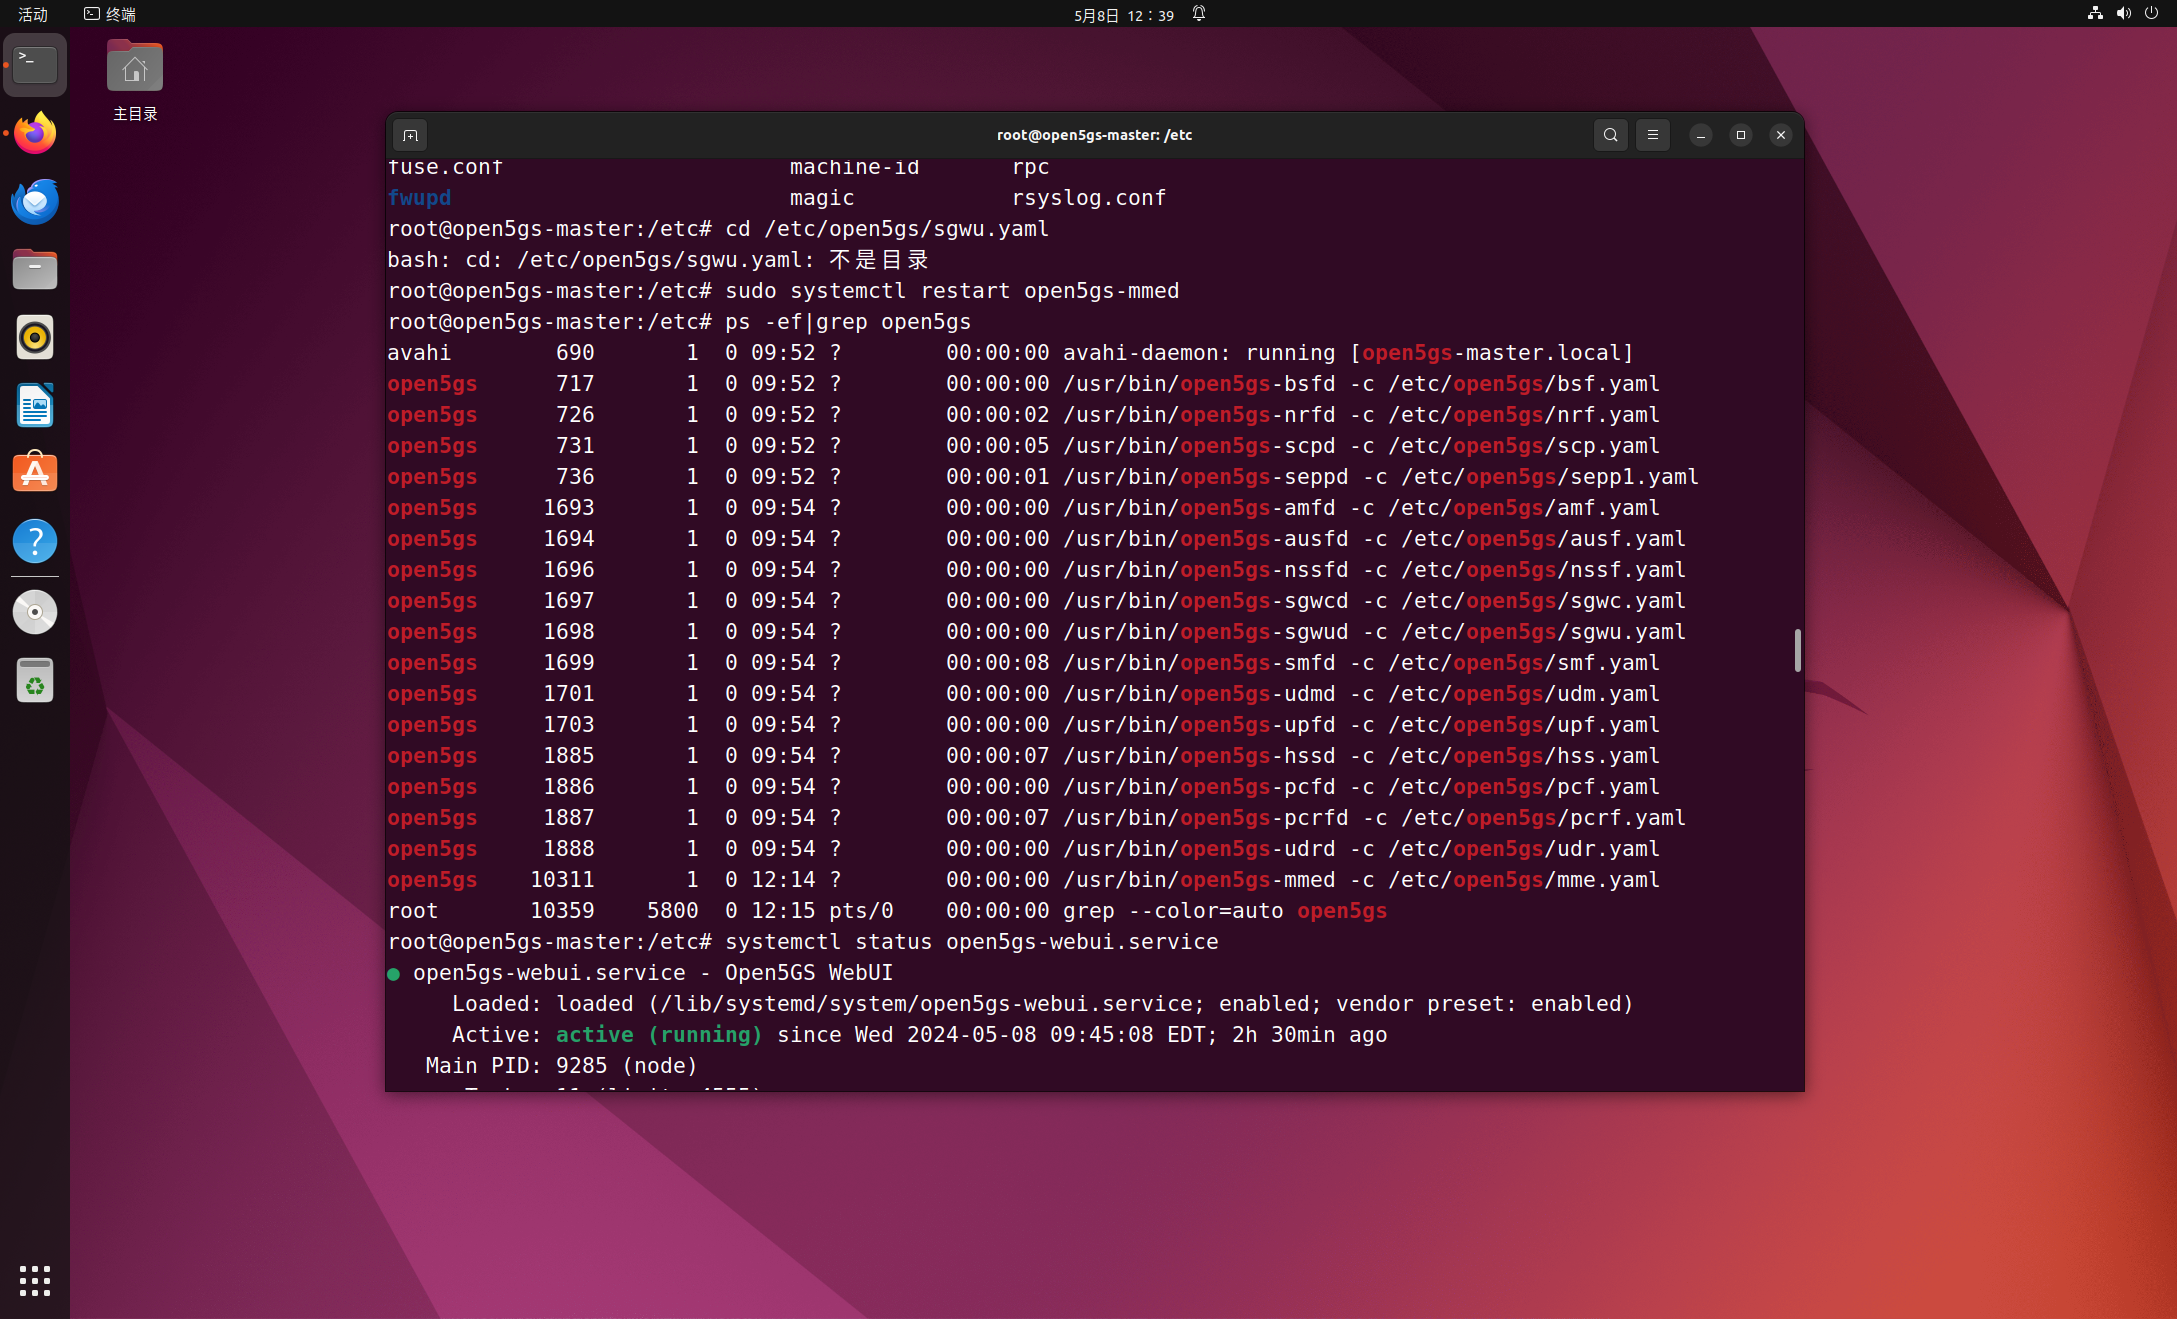 活动 终端 5月8日 12：39
主目录
root@open5gs-master: /etc
fuse.conf machine-id rpc
fwupd magic rsyslog.conf
root@open5gs-master:/etc# cd /etc/open5gs/sgwu.yaml
bash: cd: /etc/open5gs/sgwu.yaml: 不是目录
root@open5gs-master:/etc# sudo systemctl restart open5gs-mmed
root@open5gs-master:/etc# ps -ef|grep open5gs
avahi 690 1 0 09:52 ? 00:00:00 avahi-daemon: running [open5gs-master.local]
open5gs 717 1 0 09:52 ? 00:00:00 /usr/bin/open5gs-bsfd -c /etc/open5gs/bsf.yaml
open5gs 726 1 0 09:52 ? 00:00:02 /usr/bin/open5gs-nrfd -c /etc/open5gs/nrf.yaml
open5gs 731 1 0 09:52 ? 00:00:05 /usr/bin/open5gs-scpd -c /etc/open5gs/scp.yaml
open5gs 736 1 0 09:52 ? 00:00:01 /usr/bin/open5gs-seppd -c /etc/open5gs/sepp1.yaml
open5gs 1693 1 0 09:54 ? 00:00:00 /usr/bin/open5gs-amfd -c /etc/open5gs/amf.yaml
open5gs 1694 1 0 09:54 ? 00:00:00 /usr/bin/open5gs-ausfd -c /etc/open5gs/ausf.yaml
open5gs 1696 1 0 09:54 ? 00:00:00 /usr/bin/open5gs-nssfd -c /etc/open5gs/nssf.yaml
open5gs 1697 1 0 09:54 ? 00:00:00 /usr/bin/open5gs-sgwcd -c /etc/open5gs/sgwc.yaml
open5gs 1698 1 0 09:54 ? 00:00:00 /usr/bin/open5gs-sgwud -c /etc/open5gs/sgwu.yaml
open5gs 1699 1 0 09:54 ? 00:00:08 /usr/bin/open5gs-smfd -c /etc/open5gs/smf.yaml
open5gs 1701 1 0 09:54 ? 00:00:00 /usr/bin/open5gs-udmd -c /etc/open5gs/udm.yaml
open5gs 1703 1 0 09:54 ? 00:00:00 /usr/bin/open5gs-upfd -c /etc/open5gs/upf.yaml
open5gs 1885 1 0 09:54 ? 00:00:07 /usr/bin/open5gs-hssd -c /etc/open5gs/hss.yaml
open5gs 1886 1 0 09:54 ? 00:00:00 /usr/bin/open5gs-pcfd -c /etc/open5gs/pcf.yaml
open5gs 1887 1 0 09:54 ? 00:00:07 /usr/bin/open5gs-pcrfd -c /etc/open5gs/pcrf.yaml
open5gs 1888 1 0 09:54 ? 00:00:00 /usr/bin/open5gs-udrd -c /etc/open5gs/udr.yaml
open5gs 10311 1 0 12:14 ? 00:00:00 /usr/bin/open5gs-mmed -c /etc/open5gs/mme.yaml
root 10359 5800 0 12:15 pts/0 00:00:00 grep --color=auto open5gs
root@open5gs-master:/etc# systemctl status open5gs-webui.service
● open5gs-webui.service - Open5GS WebUI
Loaded: loaded (/lib/systemd/system/open5gs-webui.service; enabled; vendor preset: enabled)
Active: active (running) since Wed 2024-05-08 09:45:08 EDT; 2h 30min ago
Main PID: 9285 (node)